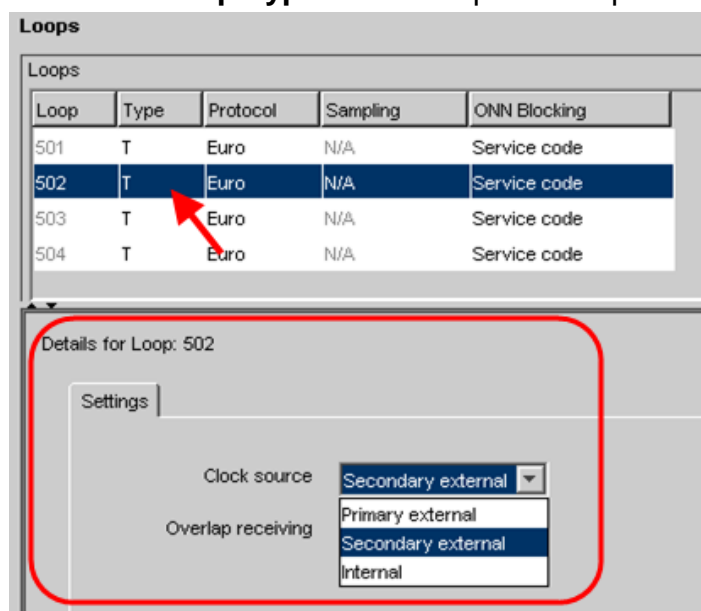 Loops
Loops
Loop Type Protocol Sampling ONN Blocking
501 T Euro N/A Service code
502 T Euro N/A Service code
503 T Euro N/A Service code
504 T Euro N/A Service code
Details for Loop: 502
Settings
Clock source Secondary external
Primary external
Overlap receiving
Secondary external
Internal